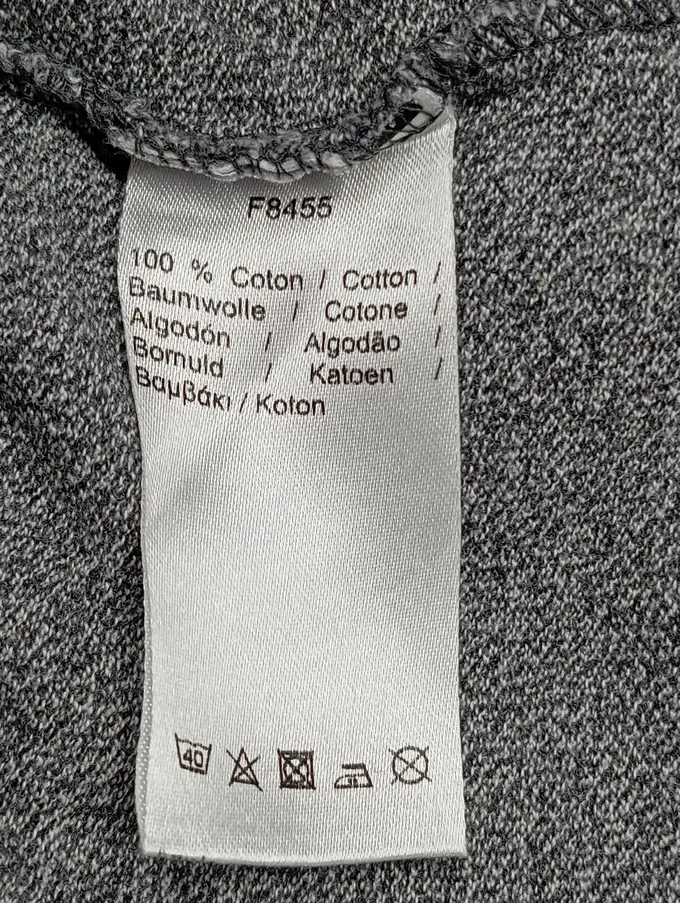 F8455
100 % Coton / Cotton /
Baumwolle / Cotone /
Algodón / Algodão /
Bomuld / Katoen /
Βαμβάκι / Koton
40